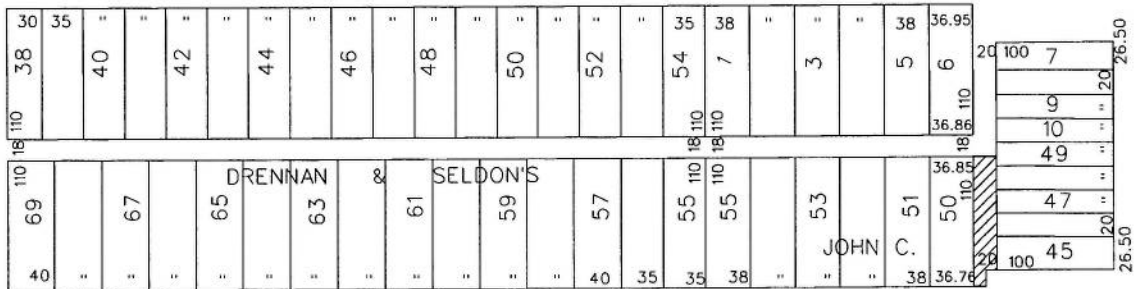 30 35 " " " " " " " " " " " " " " 35 38 " " " 38 36.95
38 40 42 44 46 48 50 52 54 1 3 5 6
110 110 110 110 36.86
18 18 18 18
110 110 110 36.85 110
DRENNAN & SELDON'S
69 67 65 63 61 59 57 55 55 53 51 50
JOHN C.
40 " " " " " " " " " " " 40 35 35 38 " " " 38 36.76
20 100 7 26.50
20
9 "
10 "
49 "
"
47 "
20
20 100 45 26.50